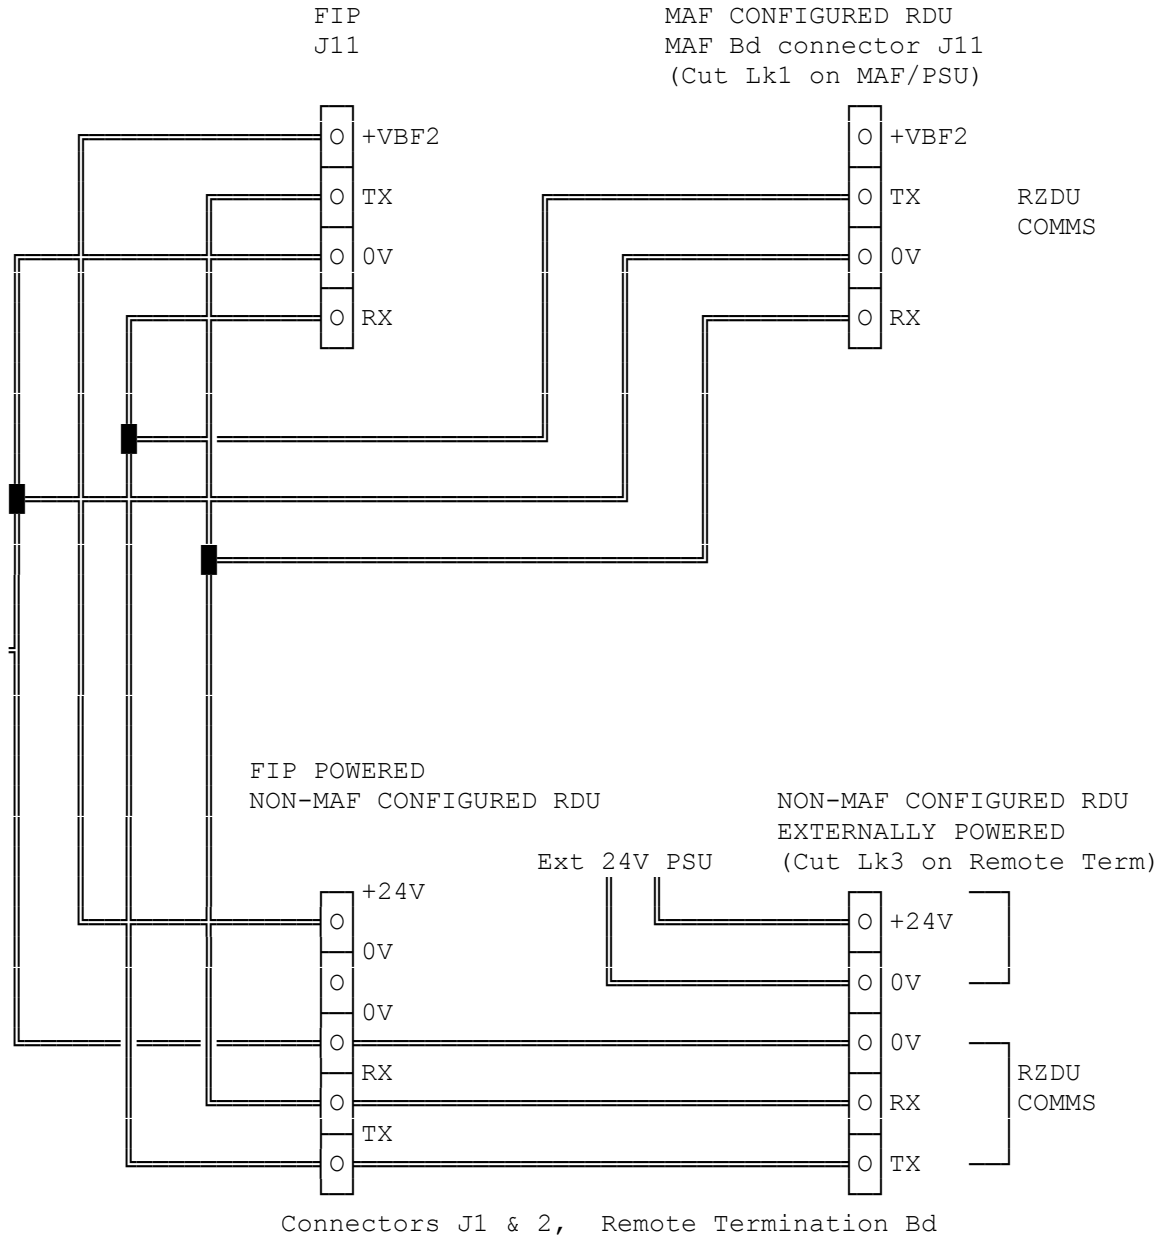 FIP
J11
MAF CONFIGURED RDU
MAF Bd connector J11
(Cut Lk1 on MAF/PSU)
+VBF2
TX
0V
RX
+VBF2
TX
0V
RX
RZDU
COMMS
FIP POWERED
NON-MAF CONFIGURED RDU
NON-MAF CONFIGURED RDU
EXTERNALLY POWERED
(Cut Lk3 on Remote Term)
Ext 24V PSU
+24V
0V
0V
RX
TX
+24V
0V
0V
RX
TX
RZDU
COMMS
Connectors J1 & 2, Remote Termination Bd